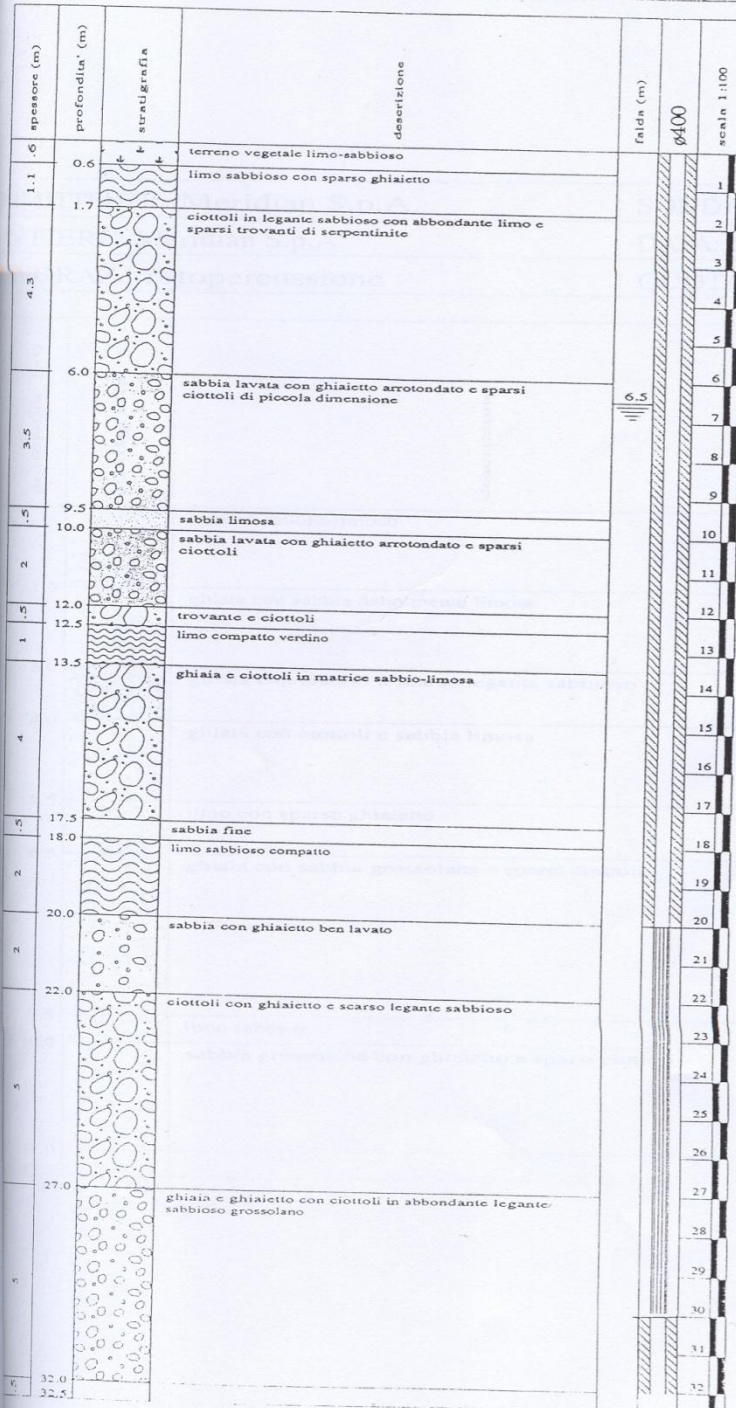 spessore (m)
profondita' (m)
stratigrafia
descrizione
falda (m)
ø400
scala 1:100
.6
terreno vegetale limo-sabbioso
0.6
1.1
limo sabbioso con sparso ghiaietto
1
1.7
ciottoli in legante sabbioso con abbondante limo e
sparsi trovanti di serpentinite
2
3
4.3
4
5
6.0
sabbia lavata con ghiaietto arrotondato e sparsi
ciottoli di piccola dimensione
6
6.5
7
3.5
8
9
9.5
.5
sabbia limosa
10.0
10
sabbia lavata con ghiaietto arrotondato e sparsi
ciottoli
2
11
12.0
12
.5
trovante e ciottoli
12.5
1
limo compatto verdino
13
13.5
ghiaia e ciottoli in matrice sabbio-limosa
14
15
4
16
17
17.5
.5
sabbia fine
18.0
18
limo sabbioso compatto
2
19
20.0
20
sabbia con ghiaietto ben lavato
2
21
22.0
22
ciottoli con ghiaietto e scarso legante sabbioso
23
24
5
25
26
27.0
27
ghiaia e ghiaietto con ciottoli in abbondante legante
sabbioso grossolano
28
5
29
30
31
32.0
32
.5
32.5